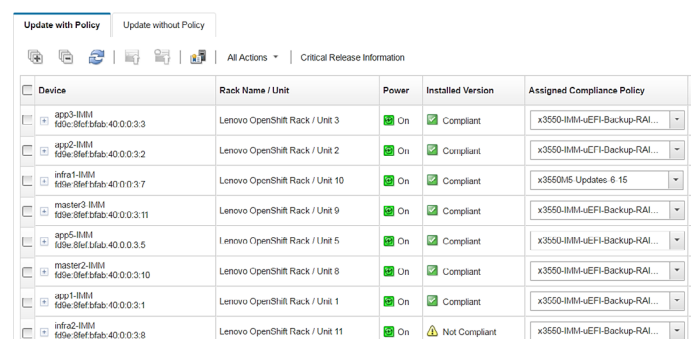 Update with Policy Update without Policy
All Actions Critical Release Information
Device Rack Name / Unit Power Installed Version Assigned Compliance Policy
app3-IMM
fd9e:8fef:bfab:40:0:0:3:3 Lenovo OpenShift Rack / Unit 3 On Compliant x3550-IMM-uEFI-Backup-RAI...
app2-IMM
fd9e:8fef:bfab:40:0:0:3:2 Lenovo OpenShift Rack / Unit 2 On Compliant x3550-IMM-uEFI-Backup-RAI...
infra1-IMM
fd9e:8fef:bfab:40:0:0:3:7 Lenovo OpenShift Rack / Unit 10 On Compliant x3550M5-Updates-6-15
master3-IMM
fd9e:8fef:bfab:40:0:0:3:11 Lenovo OpenShift Rack / Unit 9 On Compliant x3550-IMM-uEFI-Backup-RAI...
app5-IMM
fd9e:8fef:bfab:40:0:0:3:5 Lenovo OpenShift Rack / Unit 5 On Compliant x3550-IMM-uEFI-Backup-RAI...
master2-IMM
fd9e:8fef:bfab:40:0:0:3:10 Lenovo OpenShift Rack / Unit 8 On Compliant x3550-IMM-uEFI-Backup-RAI...
app1-IMM
fd9e:8fef:bfab:40:0:0:3:1 Lenovo OpenShift Rack / Unit 1 On Compliant x3550-IMM-uEFI-Backup-RAI...
infra2-IMM
fd9e:8fef:bfab:40:0:0:3:8 Lenovo OpenShift Rack / Unit 11 On Not Compliant x3550-IMM-uEFI-Backup-RAI...